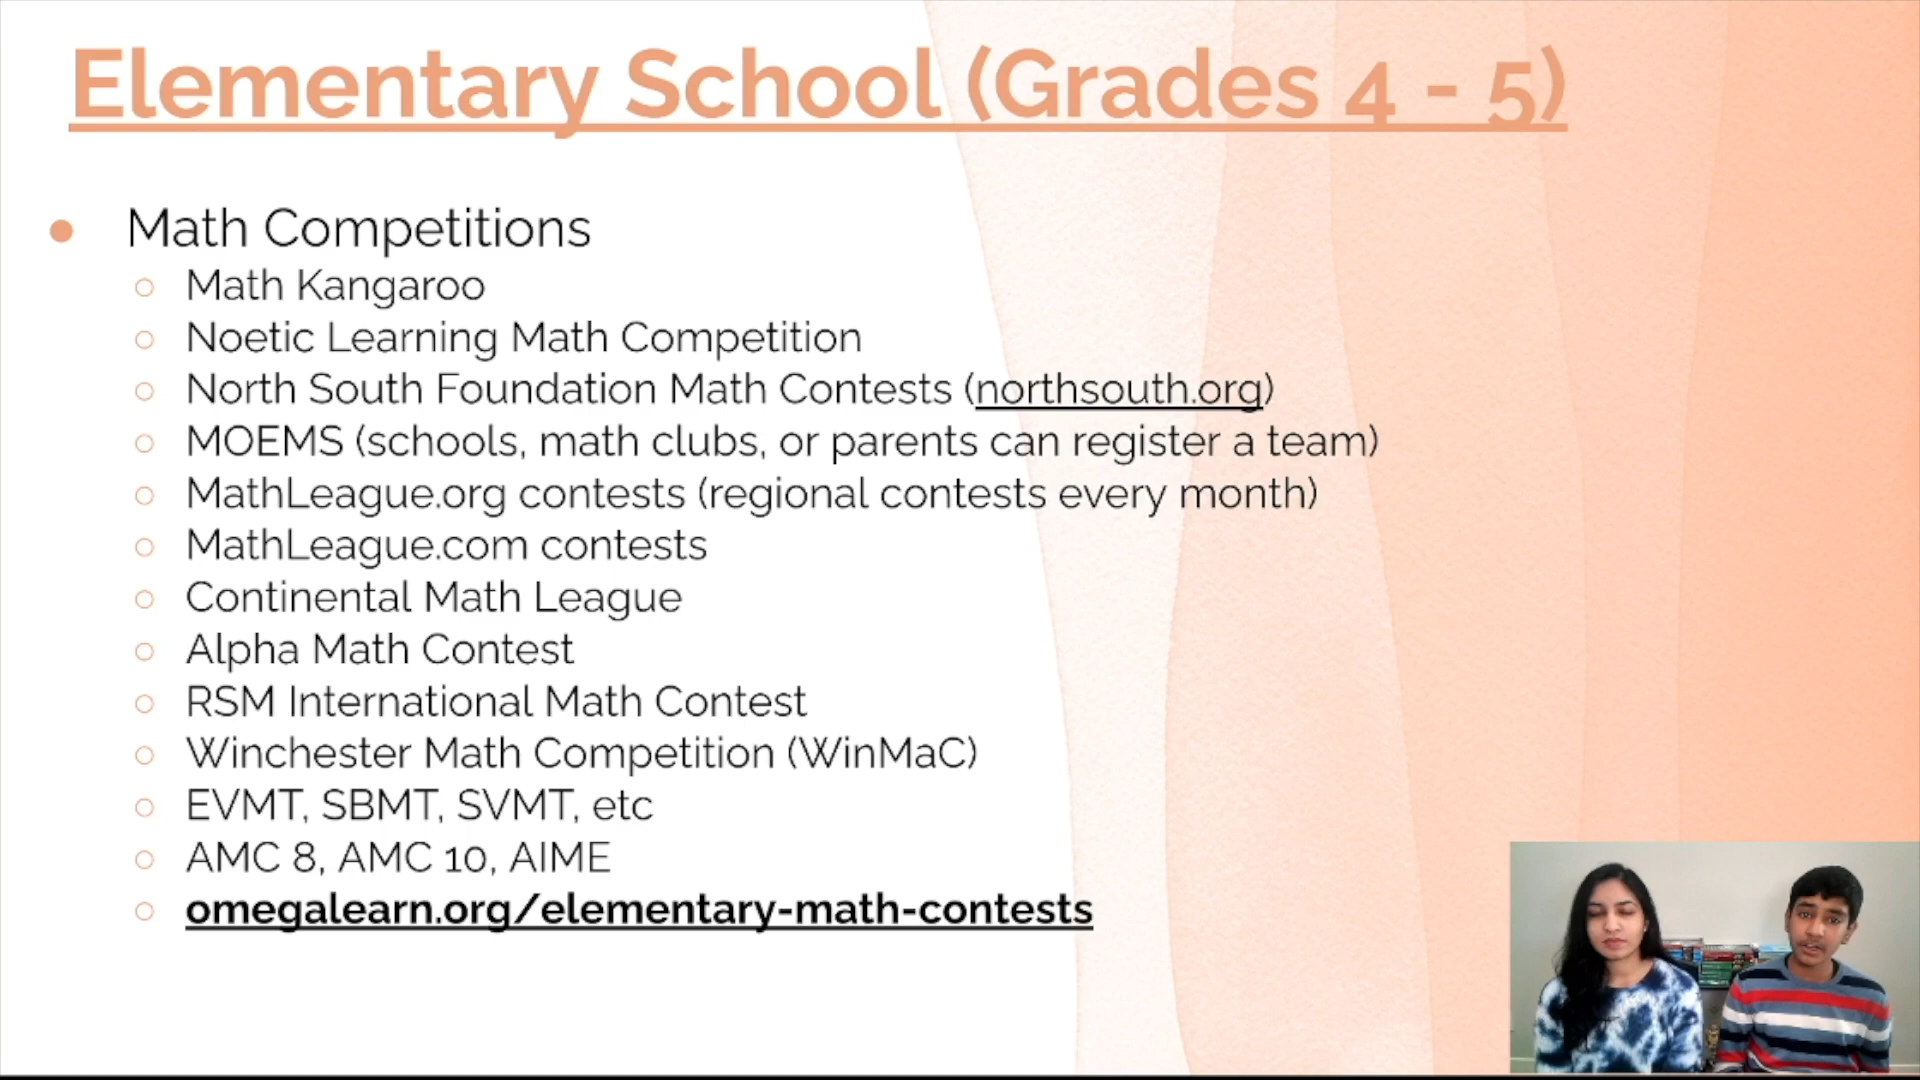 Elementary School (Grades 4 - 5)
● Math Competitions
○ Math Kangaroo
○ Noetic Learning Math Competition
○ North South Foundation Math Contests (northsouth.org)
○ MOEMS (schools, math clubs, or parents can register a team)
○ MathLeague.org contests (regional contests every month)
○ MathLeague.com contests
○ Continental Math League
○ Alpha Math Contest
○ RSM International Math Contest
○ Winchester Math Competition (WinMaC)
○ EVMT, SBMT, SVMT, etc
○ AMC 8, AMC 10, AIME
○ omegalearn.org/elementary-math-contests